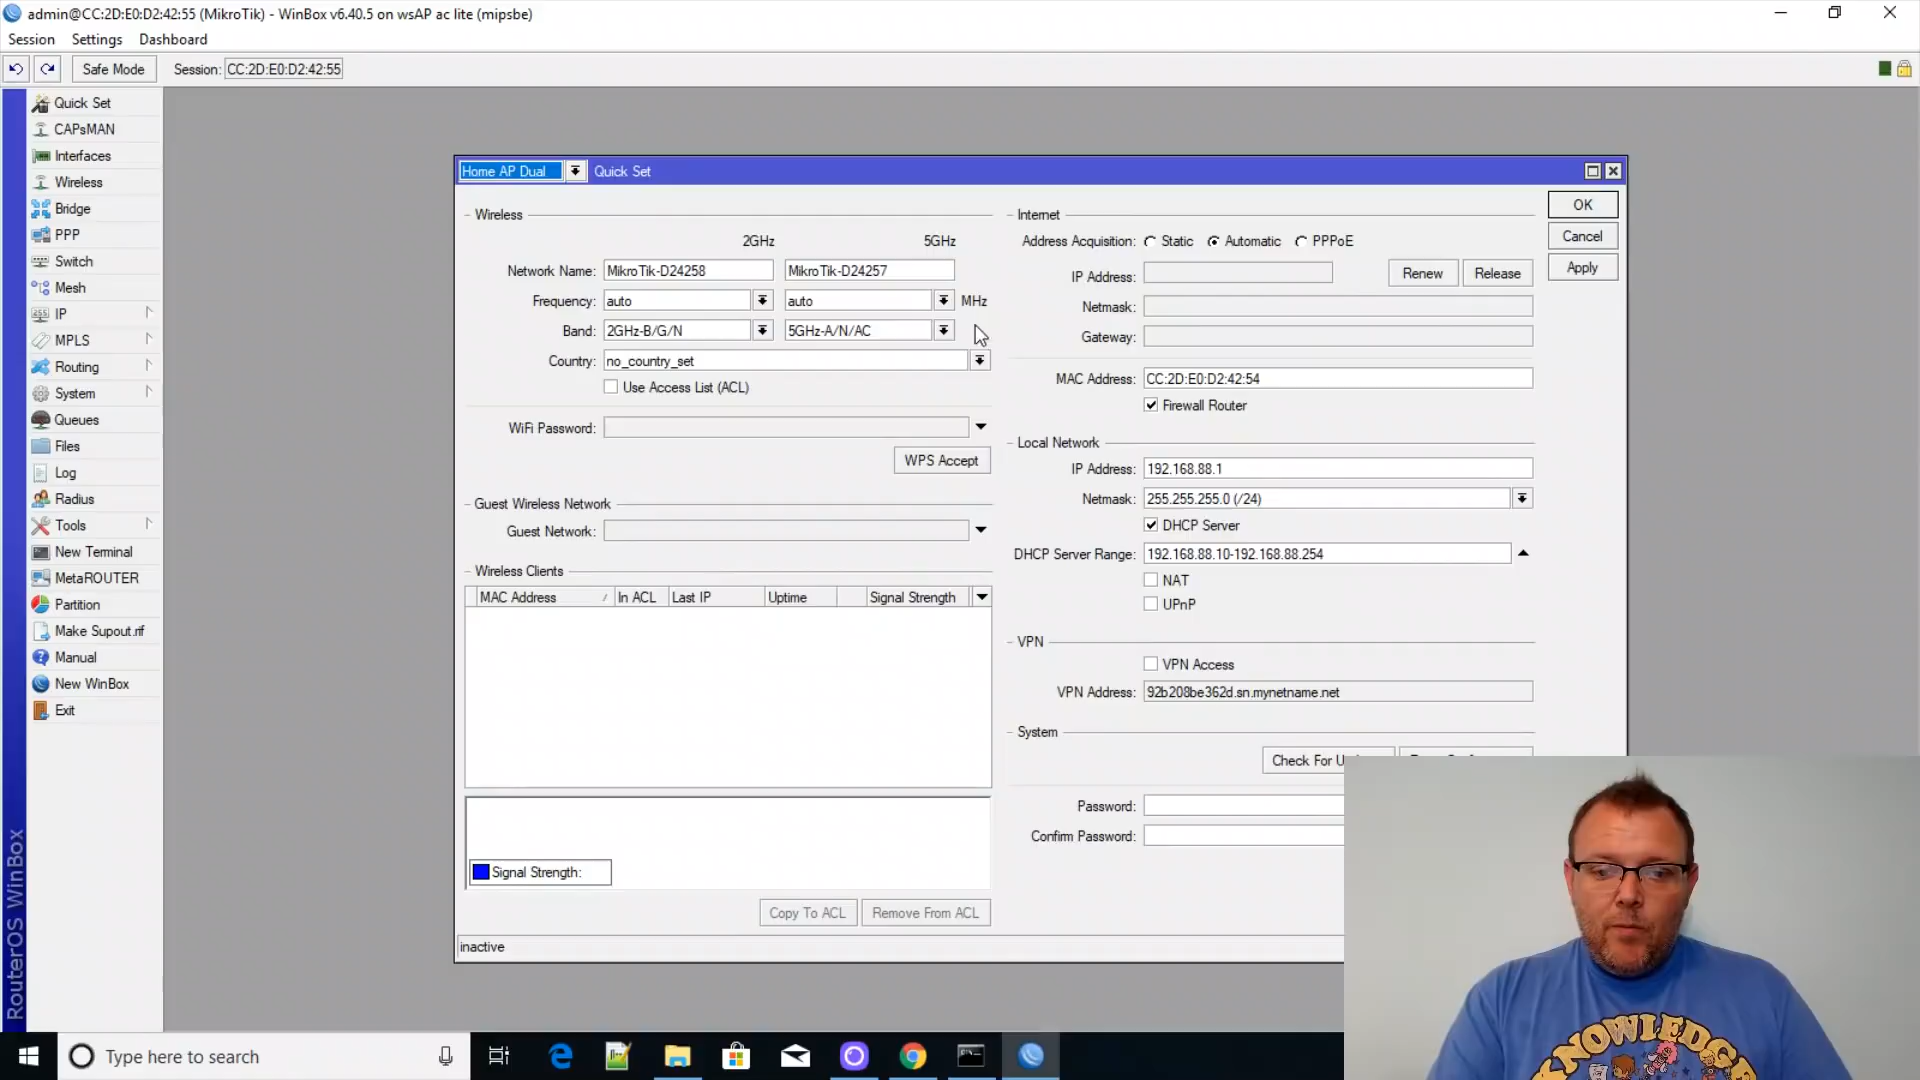 admin@CC:2D:E0:D2:42:55 (MikroTik) - WinBox v6.40.5 on wsAP ac lite (mipsbe)
Session Settings Dashboard
Safe Mode Session: CC:2D:E0:D2:42:55
Quick Set
CAPsMAN
Interfaces
Wireless
Bridge
PPP
Switch
Mesh
IP
MPLS
Routing
System
Queues
Files
Log
Radius
Tools
New Terminal
MetaROUTER
Partition
Make Supout.rif
Manual
New WinBox
Exit
RouterOS WinBox
Home AP Dual Quick Set
Wireless
2GHz 5GHz
Network Name: MikroTik-D24258 MikroTik-D24257
Frequency: auto auto MHz
Band: 2GHz-B/G/N 5GHz-A/N/AC
Country: no_country_set
Use Access List (ACL)
WiFi Password:
WPS Accept
Guest Wireless Network
Guest Network:
Wireless Clients
MAC Address In ACL Last IP Uptime Signal Strength
Signal Strength:
Copy To ACL Remove From ACL
inactive
Internet
Address Acquisition: Static Automatic PPPoE
IP Address: Renew Release
Netmask:
Gateway:
MAC Address: CC:2D:E0:D2:42:54
Firewall Router
Local Network
IP Address: 192.168.88.1
Netmask: 255.255.255.0 (/24)
DHCP Server
DHCP Server Range: 192.168.88.10-192.168.88.254
NAT
UPnP
VPN
VPN Access
VPN Address: 92b208be362d.sn.mynetname.net
System
Check For U
Password:
Confirm Password:
OK
Cancel
Apply
KNOWLEDGE
Type here to search